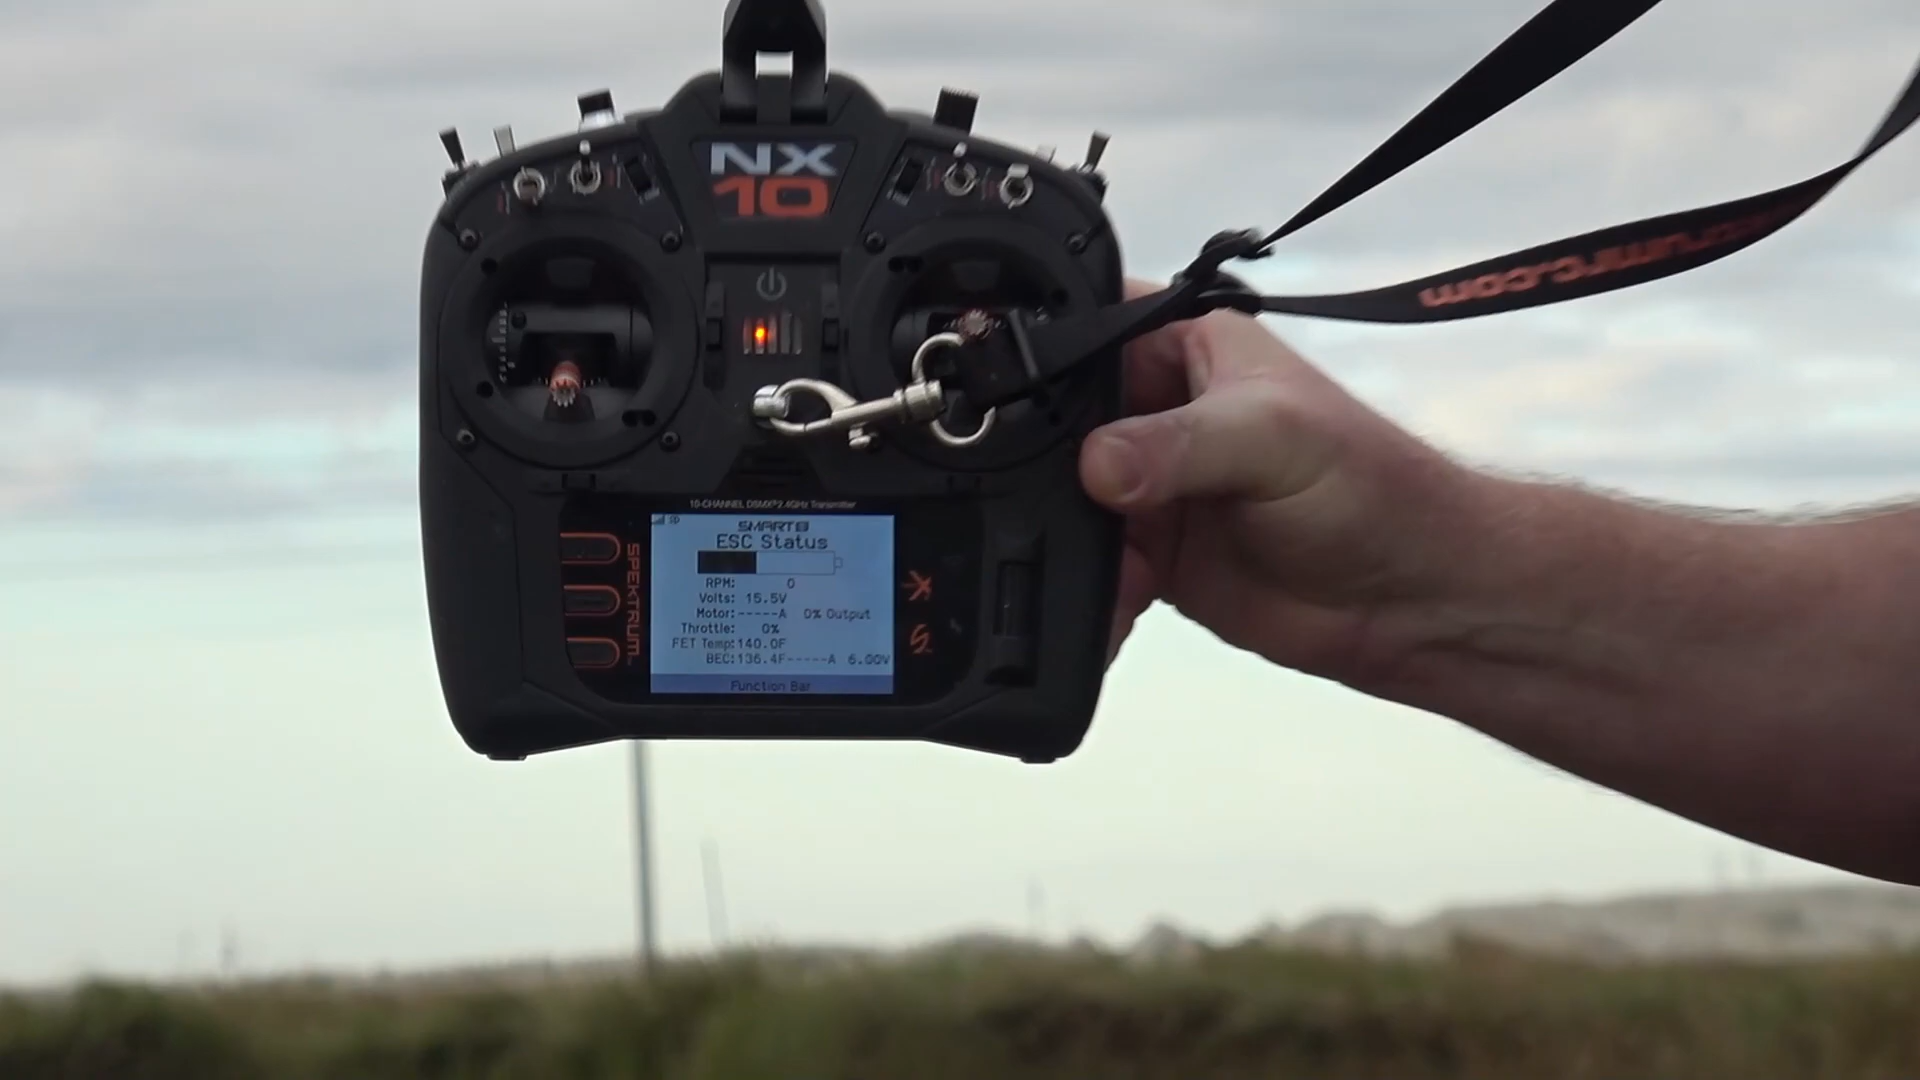 NX
10
10-CHANNEL DSMX 2.4GHz Transmitter
SMART
ESC Status
RPM: 0
Volts: 15.5V
Motor:-----A 0% Output
Throttle: 0%
FET Temp:140.0F
BEC:136.4F-----A 6.00V
Function Bar
SPEKTRUM
umrc.com